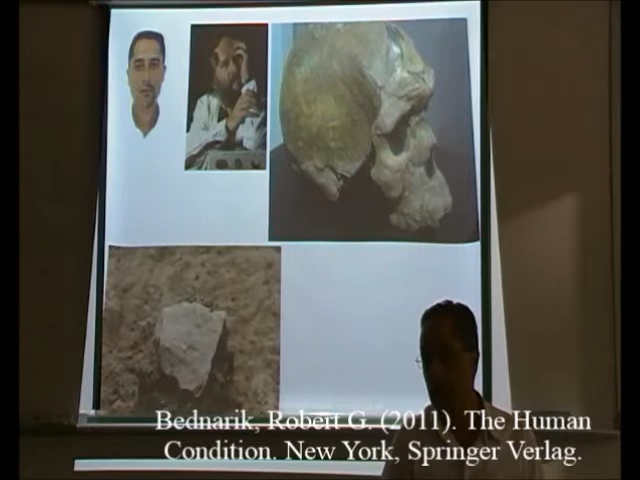 Bednarik, Robert G. (2011). The Human
Condition. New York, Springer Verlag.